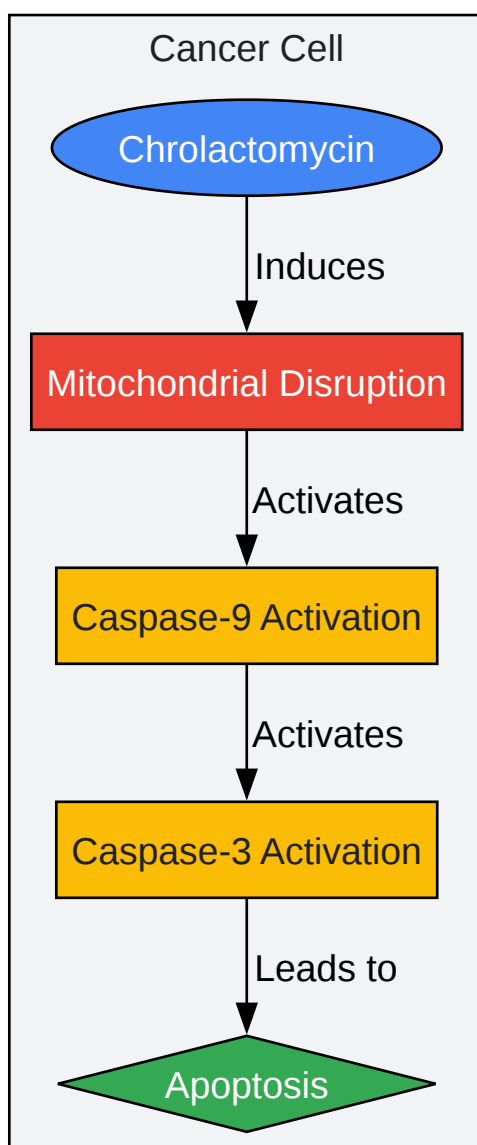 Cancer Cell
Chrolactomycin
Induces
Mitochondrial Disruption
Activates
Caspase-9 Activation
Activates
Caspase-3 Activation
Leads to
Apoptosis